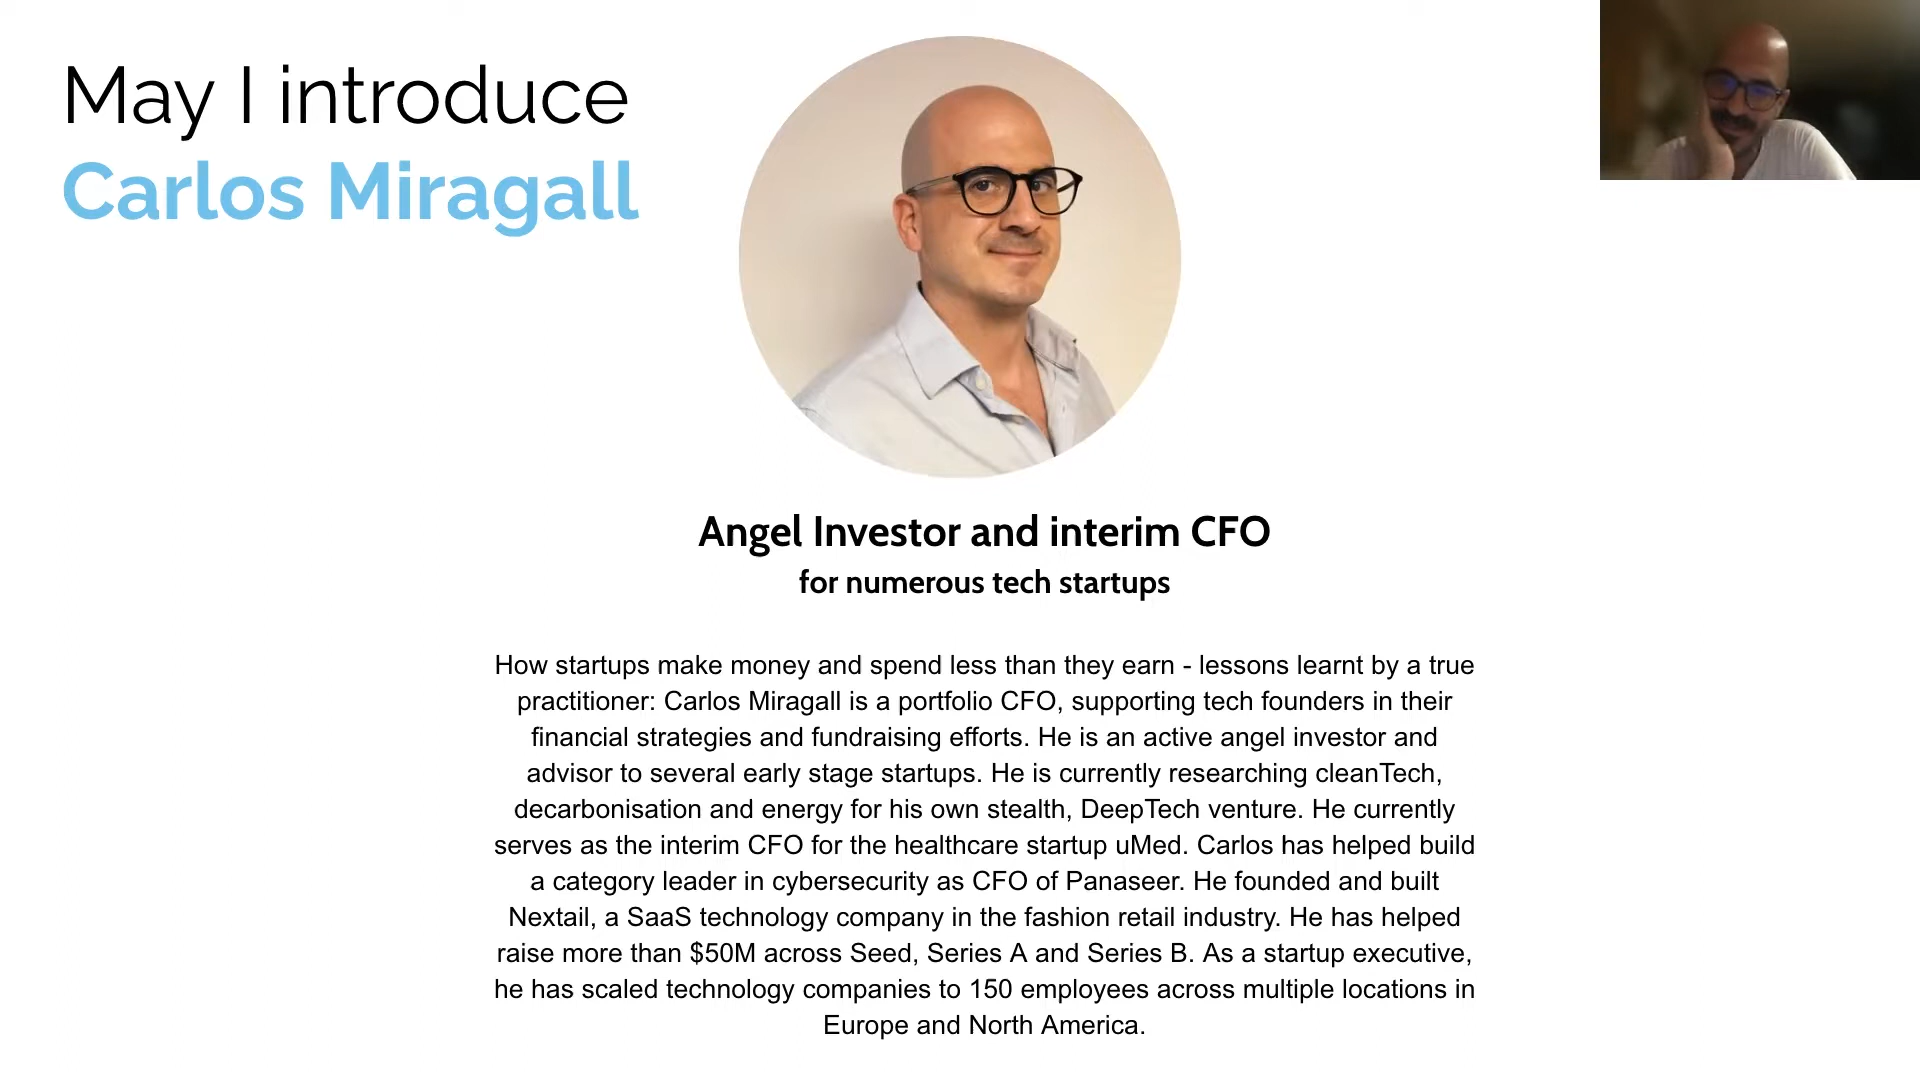 May I introduce
Carlos Miragall
Angel Investor and interim CFO
for numerous tech startups
How startups make money and spend less than they earn - lessons learnt by a true
practitioner: Carlos Miragall is a portfolio CFO, supporting tech founders in their
financial strategies and fundraising efforts. He is an active angel investor and
advisor to several early stage startups. He is currently researching cleanTech,
decarbonisation and energy for his own stealth, DeepTech venture. He currently
serves as the interim CFO for the healthcare startup uMed. Carlos has helped build
a category leader in cybersecurity as CFO of Panaseer. He founded and built
Nextail, a SaaS technology company in the fashion retail industry. He has helped
raise more than $50M across Seed, Series A and Series B. As a startup executive,
he has scaled technology companies to 150 employees across multiple locations in
Europe and North America.